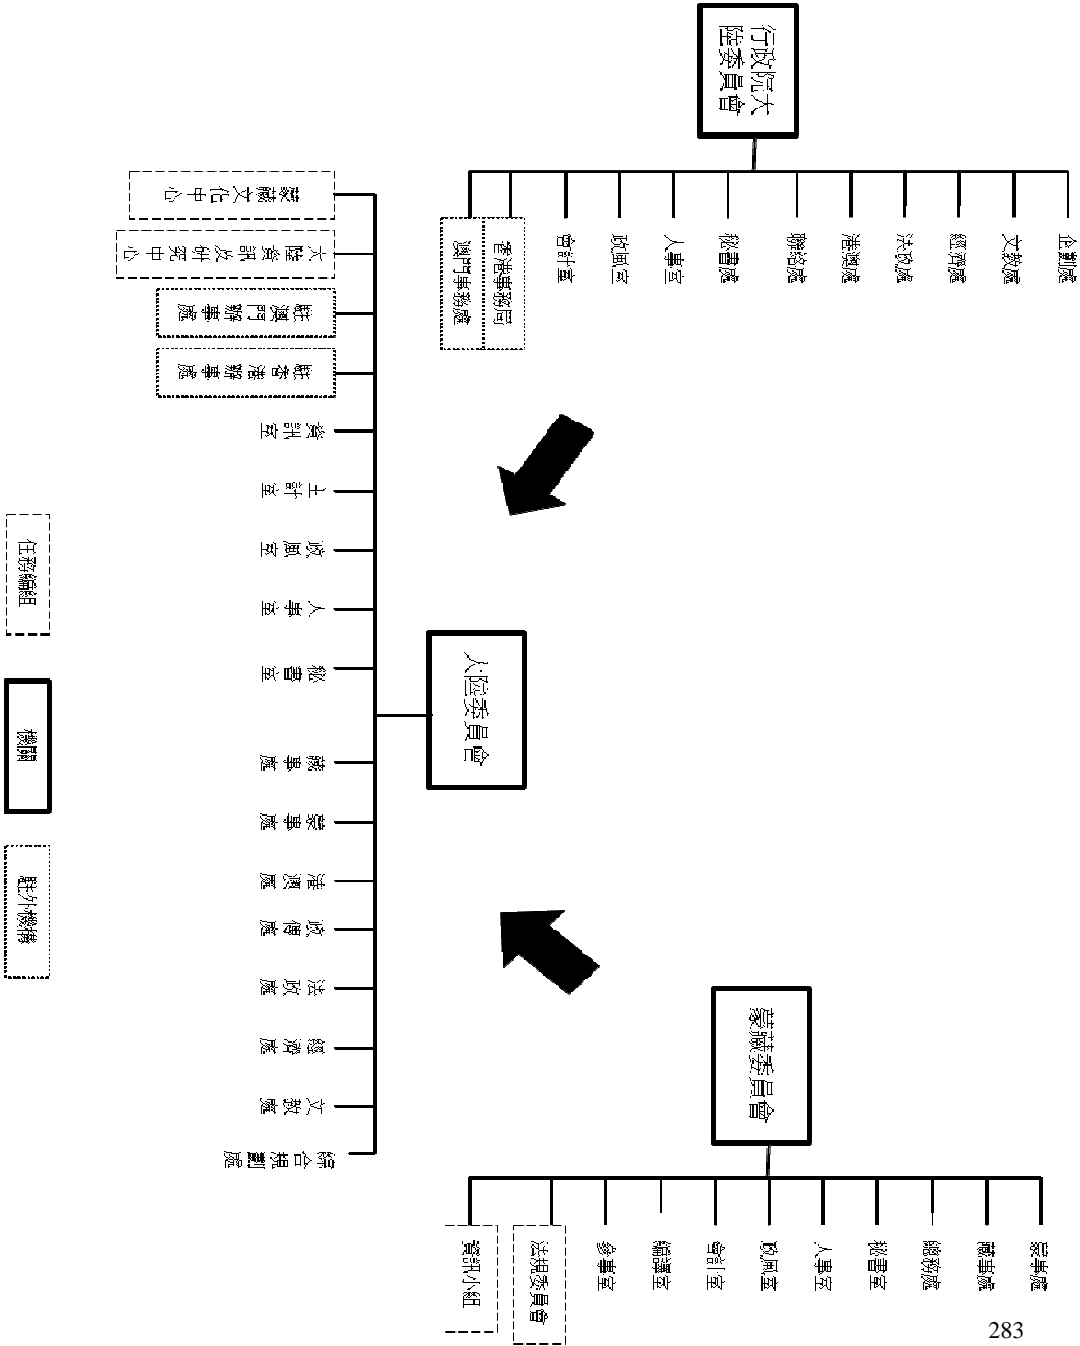 行政院大
陸委員會
企劃處
文教處
經濟處
法政處
港澳處
聯絡處
秘書處
人事室
政風室
會計室
香港事務局
澳門事務處
蒙藏委員會
蒙事處
藏事處
總務處
秘書室
人事室
政風室
會計室
編譯室
參事室
法規委員會
資訊小組
大陸委員會
綜合規劃處
文教處
經濟處
法政處
港澳處
蒙事處
藏事處
秘書室
人事室
政風室
主計室
資訊室
駐香港辦事處
駐澳門辦事處
大陸資訊及研究中心
蒙藏文化中心
任務編組
機關
駐外機構
283